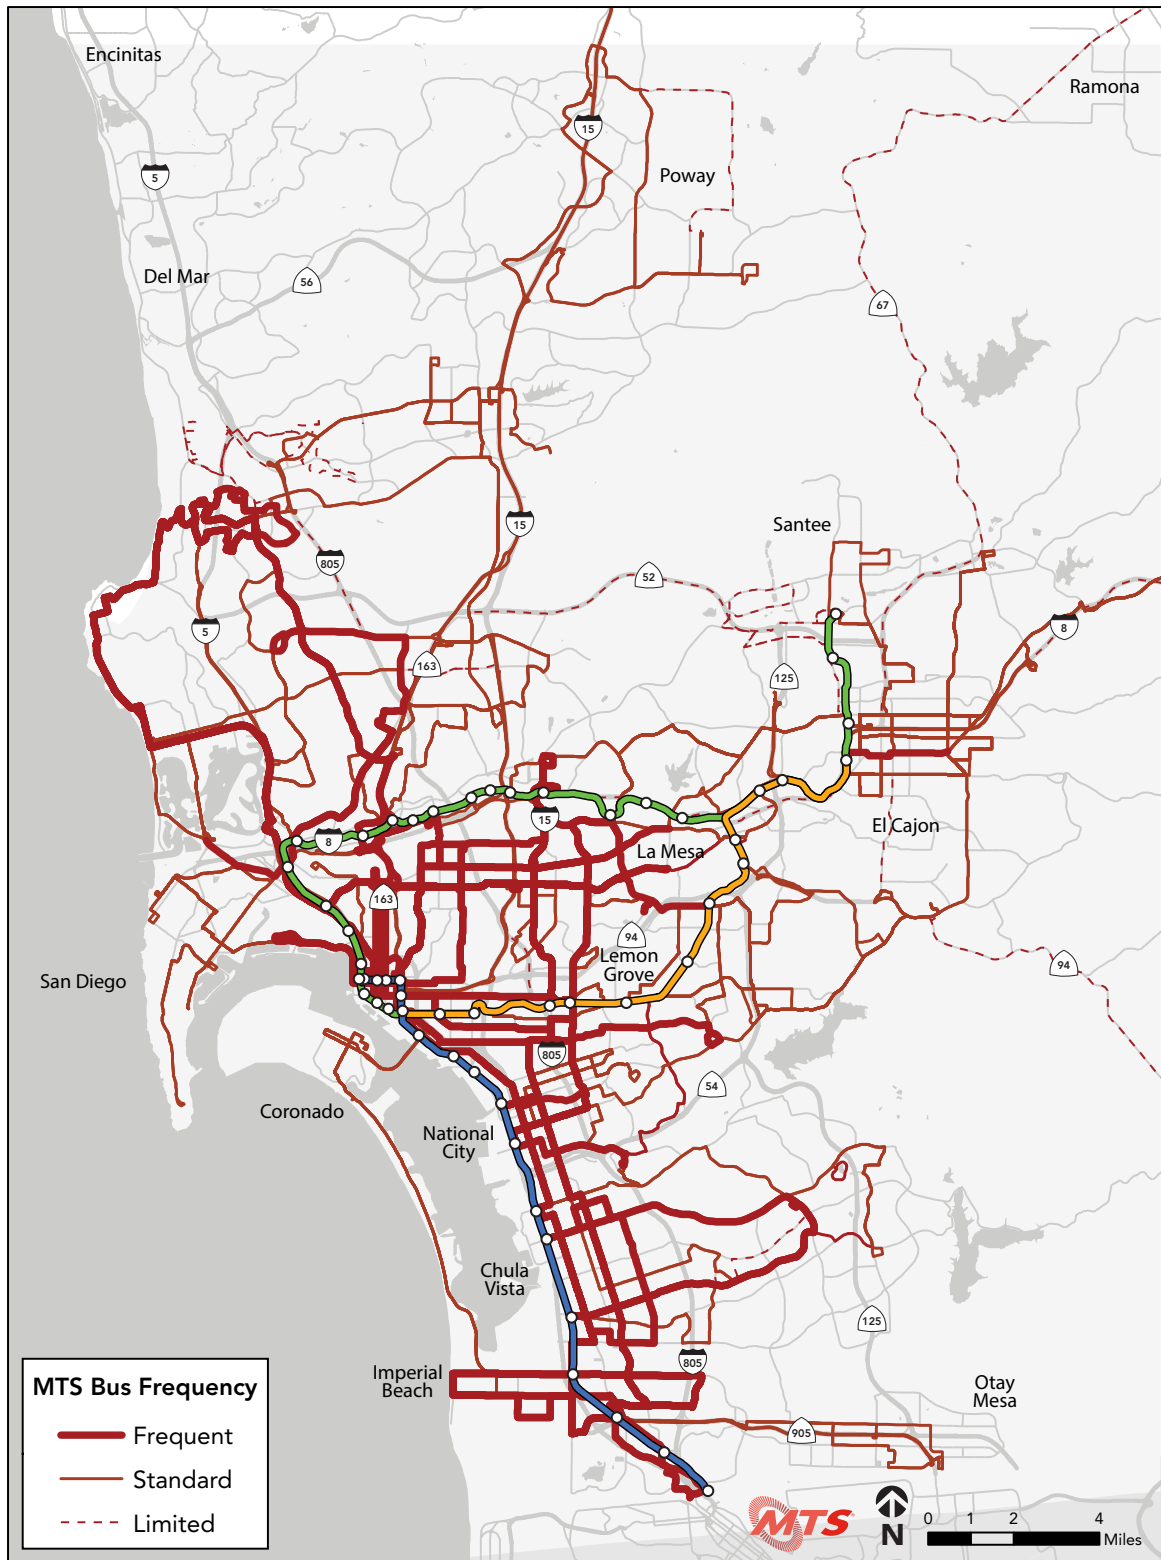 Encinitas
Ramona
15
Poway
5
Del Mar
56
67
Santee
15
805
52
5
8
163
125
15
8
El Cajon
La Mesa
163
94
Lemon
Grove
94
San Diego
805
54
Coronado
National
City
Chula
Vista
125
805
Imperial
Beach
Otay
Mesa
905
MTS Bus Frequency
Frequent
Standard
Limited
MTS
N
0 1 2 4
Miles